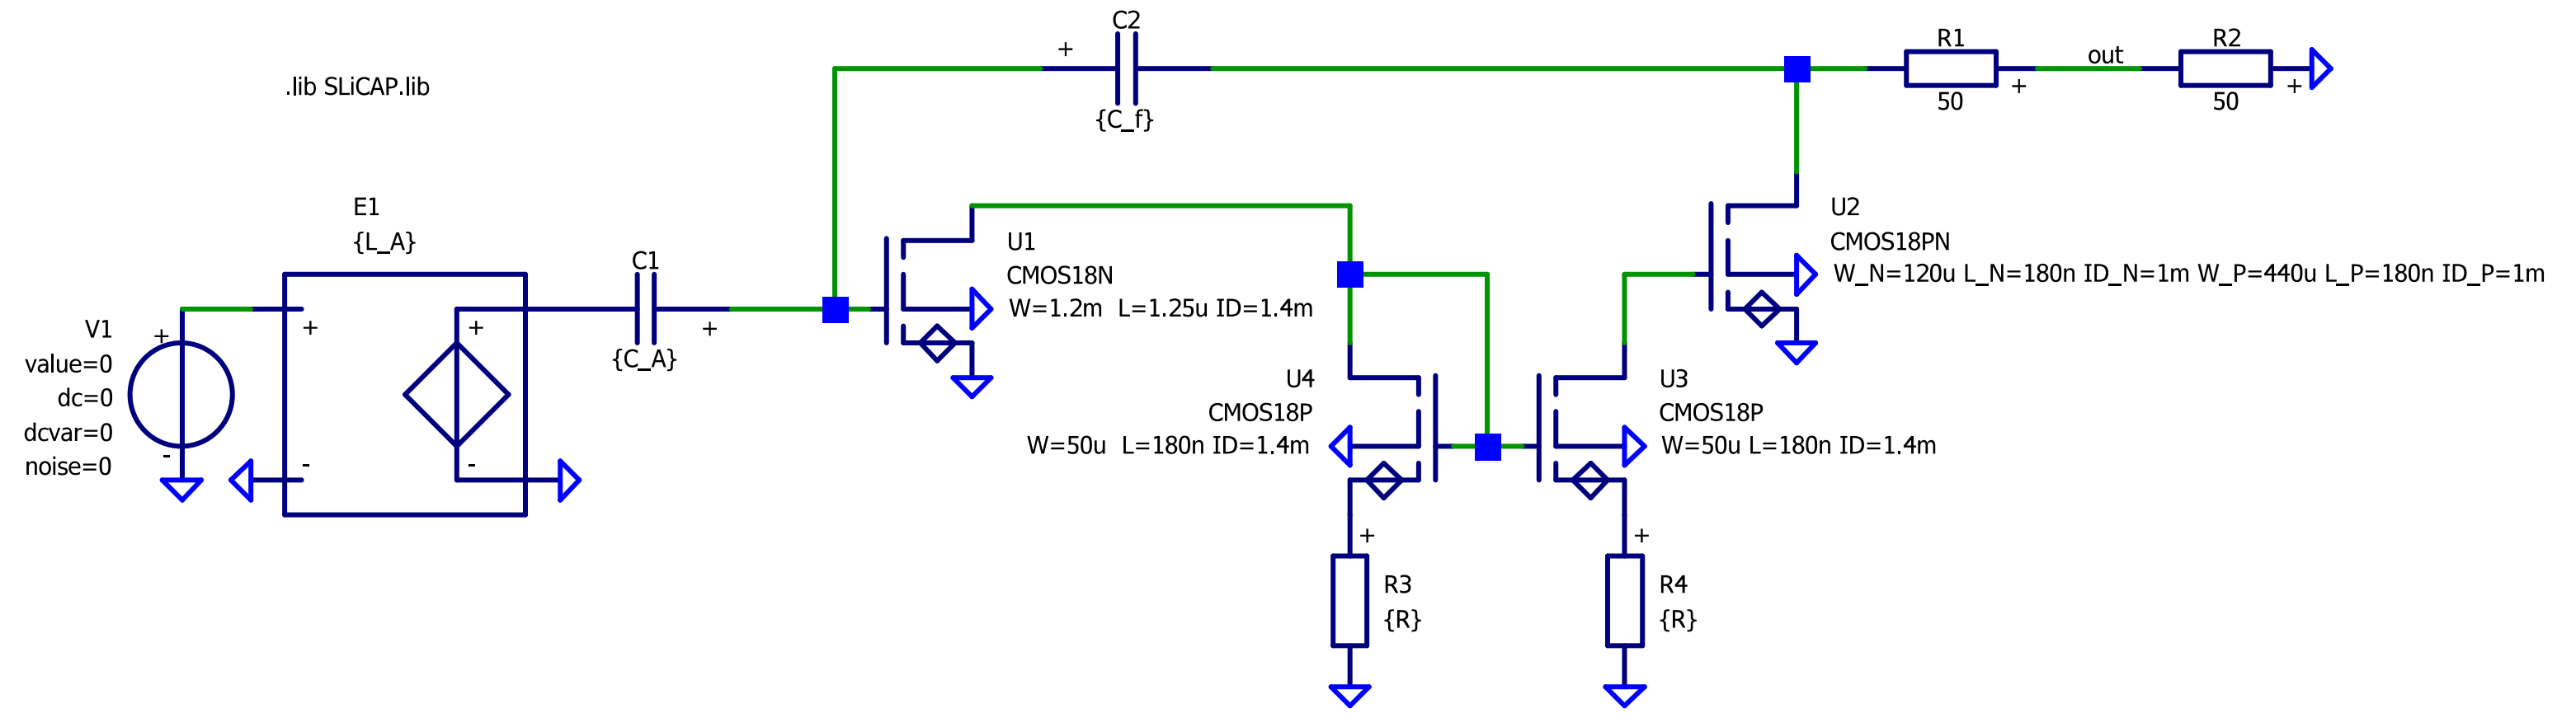 .lib SLiCAP.lib
C2
+
{C_f}
R1
+
50
out
R2
+
50
E1
{L_A}
+
-
+
-
V1
value=0
dc=0
dcvar=0
noise=0
+
-
C1
+
{C_A}
U1
CMOS18N
W=1.2m L=1.25u ID=1.4m
U2
CMOS18PN
W_N=120u L_N=180n ID_N=1m W_P=440u L_P=180n ID_P=1m
U4
CMOS18P
W=50u L=180n ID=1.4m
U3
CMOS18P
W=50u L=180n ID=1.4m
+
R3
{R}
+
R4
{R}